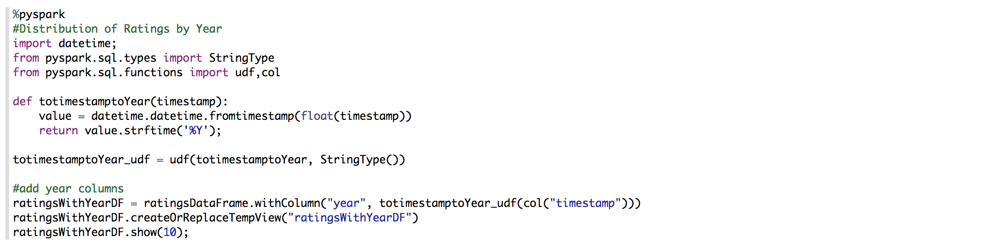 %pyspark
#Distribution of Ratings by Year
import datetime;
from pyspark.sql.types import StringType
from pyspark.sql.functions import udf,col
def totimestamptoYear(timestamp):
    value = datetime.datetime.fromtimestamp(float(timestamp))
    return value.strftime('%Y');
totimestamptoYear_udf = udf(totimestamptoYear, StringType())
#add year columns
ratingsWithYearDF = ratingsDataFrame.withColumn("year", totimestamptoYear_udf(col("timestamp")))
ratingsWithYearDF.createOrReplaceTempView("ratingsWithYearDF")
ratingsWithYearDF.show(10);